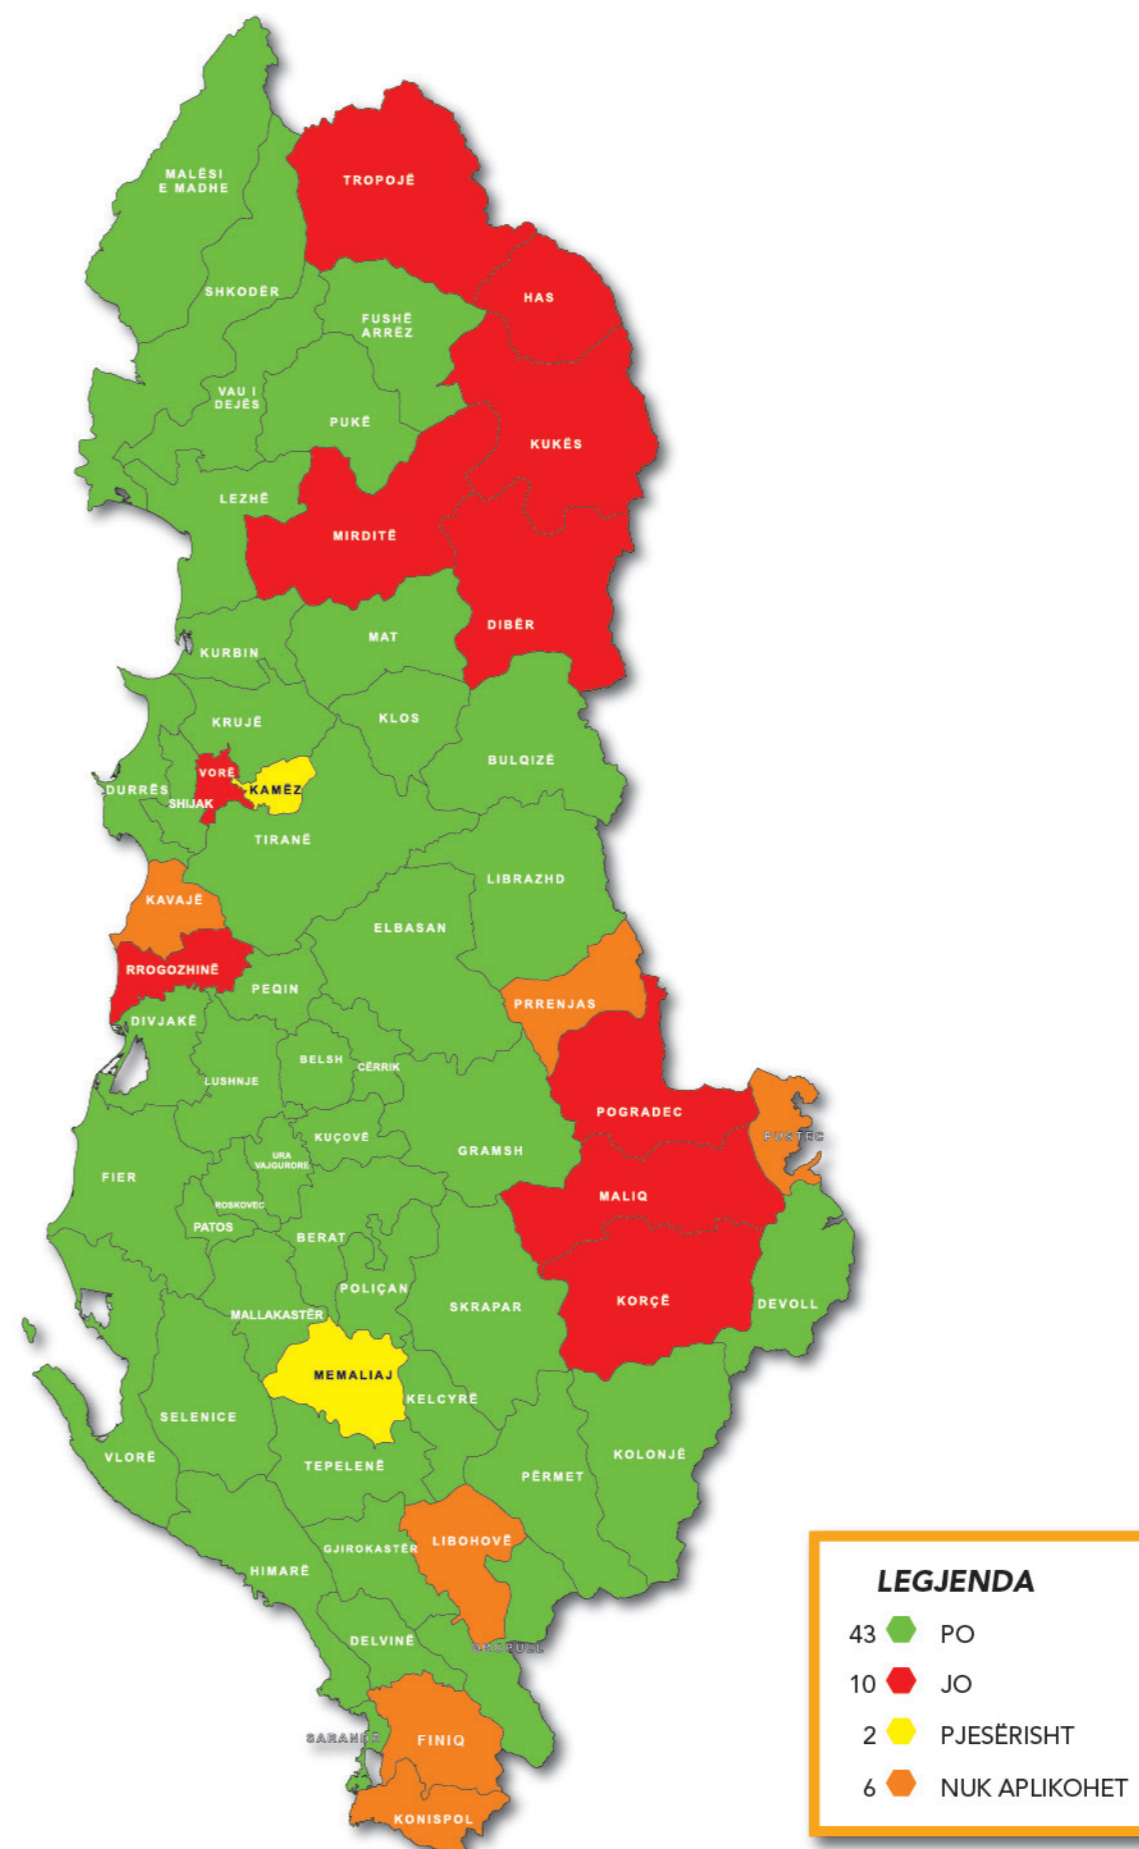 MALËSI
E MADHE
TROPOJË
SHKODËR
HAS
FUSHË
ARRËZ
VAU I
DEJËS
PUKË
KUKËS
LEZHË
MIRDITË
DIBËR
MAT
KURBIN
KLOS
KRUJË
BULQIZË
VORË
KAMËZ
DURRËS
SHIJAK
TIRANË
LIBRAZHD
KAVAJË
ELBASAN
RROGOZHINË
PEQIN
PRRENJAS
DIVJAKË
BELSH
CËRRIK
LUSHNJE
POGRADEC
PUSTEC
KUÇOVË
GRAMSH
URA
VAJGURORE
FIER
MALIQ
ROSKOVEC
PATOS
BERAT
POLIÇAN
KORÇË
DEVOLL
SKRAPAR
MALLAKASTËR
MEMALIAJ
KELCYRË
SELENICE
VLORË
TEPELENË
PËRMET
KOLONJË
LIBOHOVË
GJIROKASTËR
HIMARË
DELVINË
SARANDË
FINIQ
KONISPOL
LEGJENDA
43 PO
10 JO
2 PJESËRISHT
6 NUK APLIKOHET